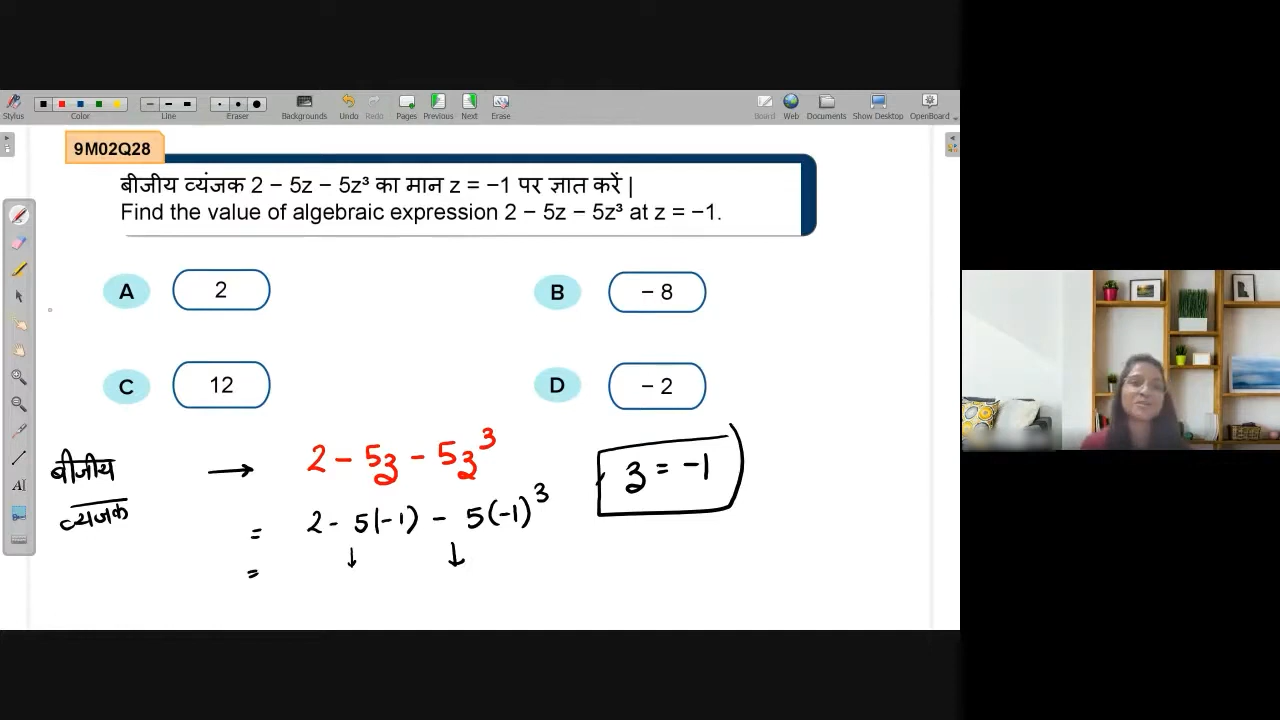 Stylus Color Line Eraser Backgrounds Undo Redo Pages Previous Next Erase Board Web Documents Show Desktop OpenBoard
9M02Q28
बीजीय व्यंजक 2 − 5z − 5z³ का मान z = −1 पर ज्ञात करें |
Find the value of algebraic expression 2 − 5z − 5z³ at z = −1.
A 2 B − 8
C 12 D − 2
बीजीय → 2 - 5z - 5z³ z = -1
व्यजक
= 2 - 5(-1) - 5(-1)³
= ↓ ↓